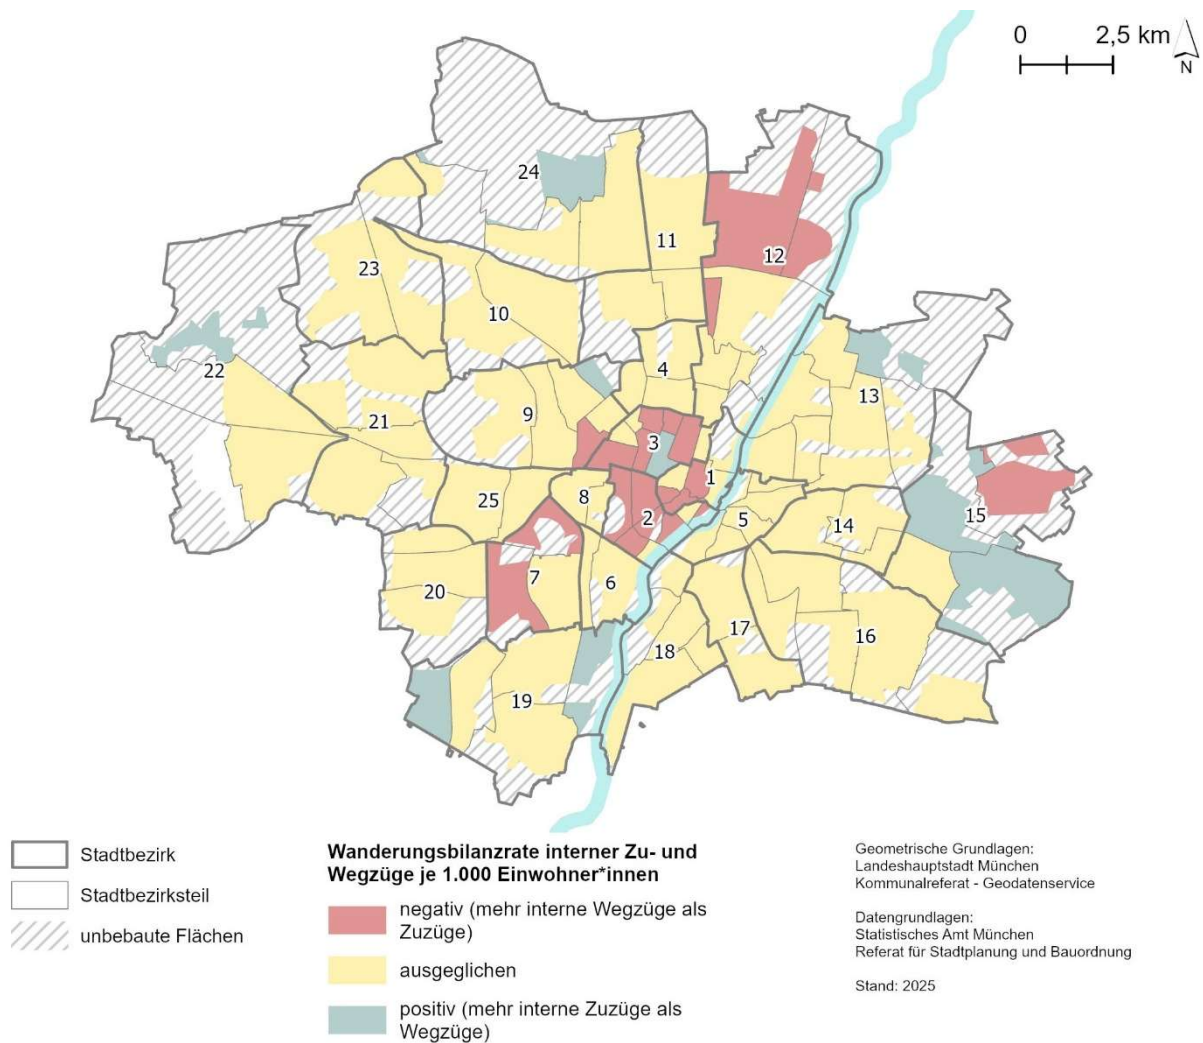 0 2,5 km
N
24
11
12
23
10
4
22
13
9
21
3
1
25
8
2
5
14
15
7
6
20
17
16
18
19
Stadtbezirk
Stadtbezirksteil
unbebaute Flächen
Wanderungsbilanzrate interner Zu- und
Wegzüge je 1.000 Einwohner*innen
negativ (mehr interne Wegzüge als
Zuzüge)
ausgeglichen
positiv (mehr interne Zuzüge als
Wegzüge)
Geometrische Grundlagen:
Landeshauptstadt München
Kommunalreferat - Geodatenservice
Datengrundlagen:
Statistisches Amt München
Referat für Stadtplanung und Bauordnung
Stand: 2025